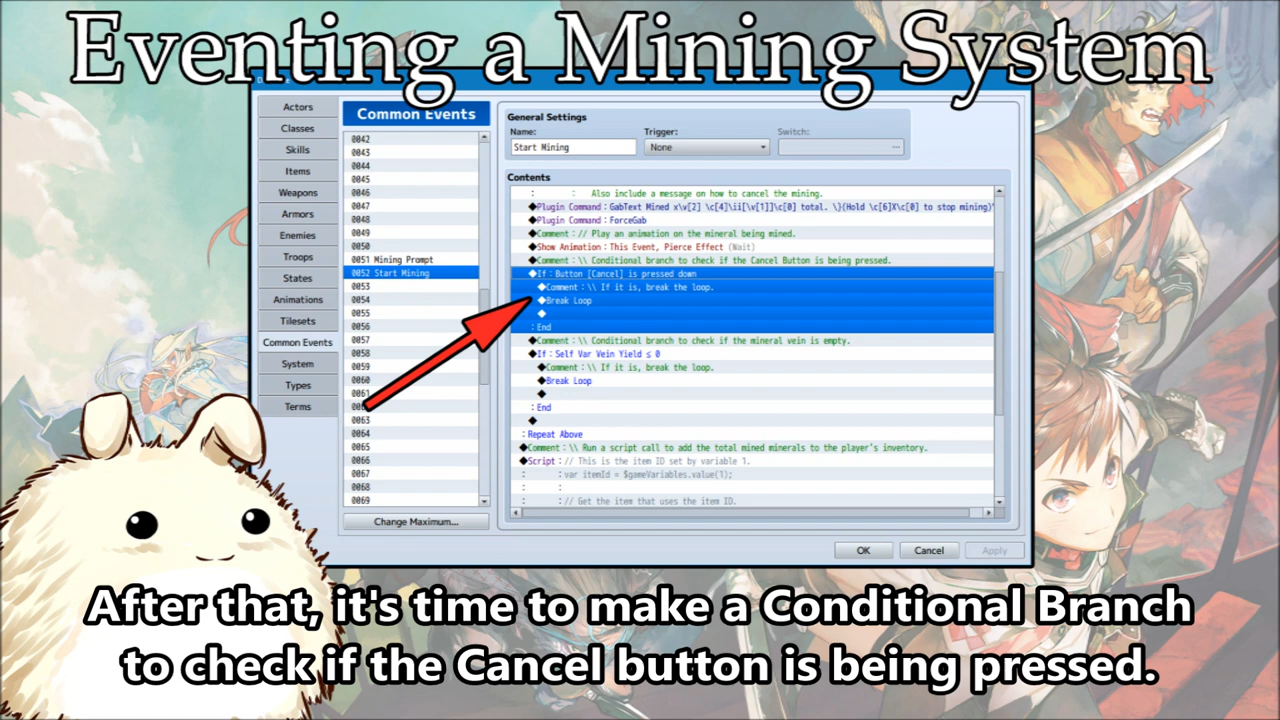 Eventing a Mining System
Actors
Classes
Skills
Items
Weapons
Armors
Enemies
Troops
States
Animations
Tilesets
Common Events
System
Types
Terms
Common Events
0042
0043
0044
0045
0046
0047
0048
0049
0050
0051 Mining Prompt
0052 Start Mining
0053
0054
0055
0056
0057
0058
0059
0060
0061
0063
0064
0065
0066
0067
0068
0069
Change Maximum...
General Settings
Name:
Trigger:
Switch:
Start Mining
None
...
Contents
: : Also include a message on how to cancel the mining.
◆Plugin Command：GabText Mined x\v[2] \c[4]\ii[\v[1]]\c[0] total. \}(Hold \c[6]X\c[0] to stop mining)"
◆Plugin Command：ForceGab
◆Comment：// Play an animation on the mineral being mined.
◆Show Animation：This Event, Pierce Effect (Wait)
◆Comment：\\ Conditional branch to check if the Cancel Button is being pressed.
◆If：Button [Cancel] is pressed down
◆Comment：\\ If it is, break the loop.
◆Break Loop
◆
：End
◆Comment：\\ Conditional branch to check if the mineral vein is empty.
◆If：Self Var Vein Yield ≤ 0
◆Comment：\\ If it is, break the loop.
◆Break Loop
◆
：End
◆
：Repeat Above
◆Comment：\\ Run a script call to add the total mined minerals to the player's inventory.
◆Script：// This is the item ID set by variable 1.
: ：var itemId = $gameVariables.value(1);
: ：
: ：// Get the item that uses the item ID.
OK
Cancel
Apply
After that, it's time to make a Conditional Branch
to check if the Cancel button is being pressed.